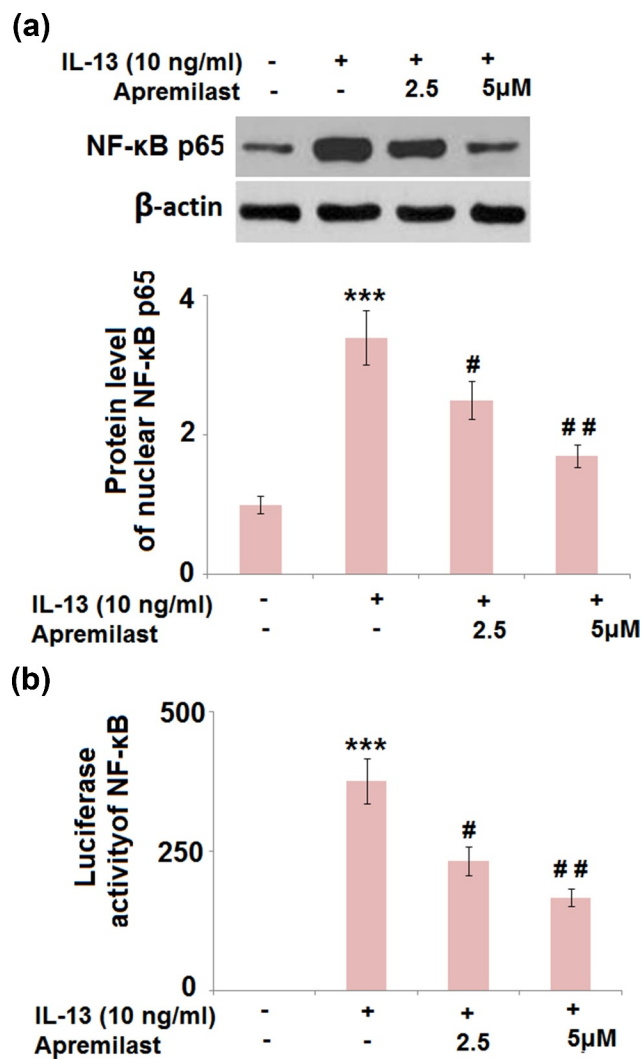 (a)
IL-13 (10 ng/ml) - + + +
Apremilast - - 2.5 5µM
NF-κB p65
β-actin
Protein level
of nuclear NF-κB p65
4
2
0
***
#
# #
IL-13 (10 ng/ml) - + + +
Apremilast - - 2.5 5µM
(b)
Luciferase
activityof NF-κB
500
250
0
***
#
# #
IL-13 (10 ng/ml) - + + +
Apremilast - - 2.5 5µM